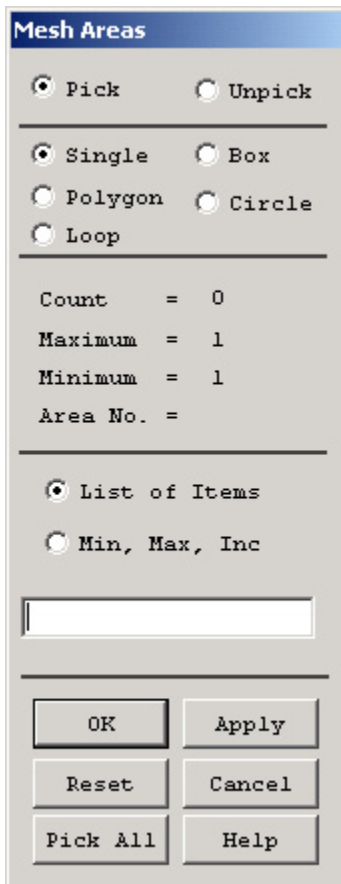 Mesh Areas
Pick Unpick
Single Box
Polygon Circle
Loop
Count = 0
Maximum = 1
Minimum = 1
Area No. =
List of Items
Min, Max, Inc
OK Apply
Reset Cancel
Pick All Help